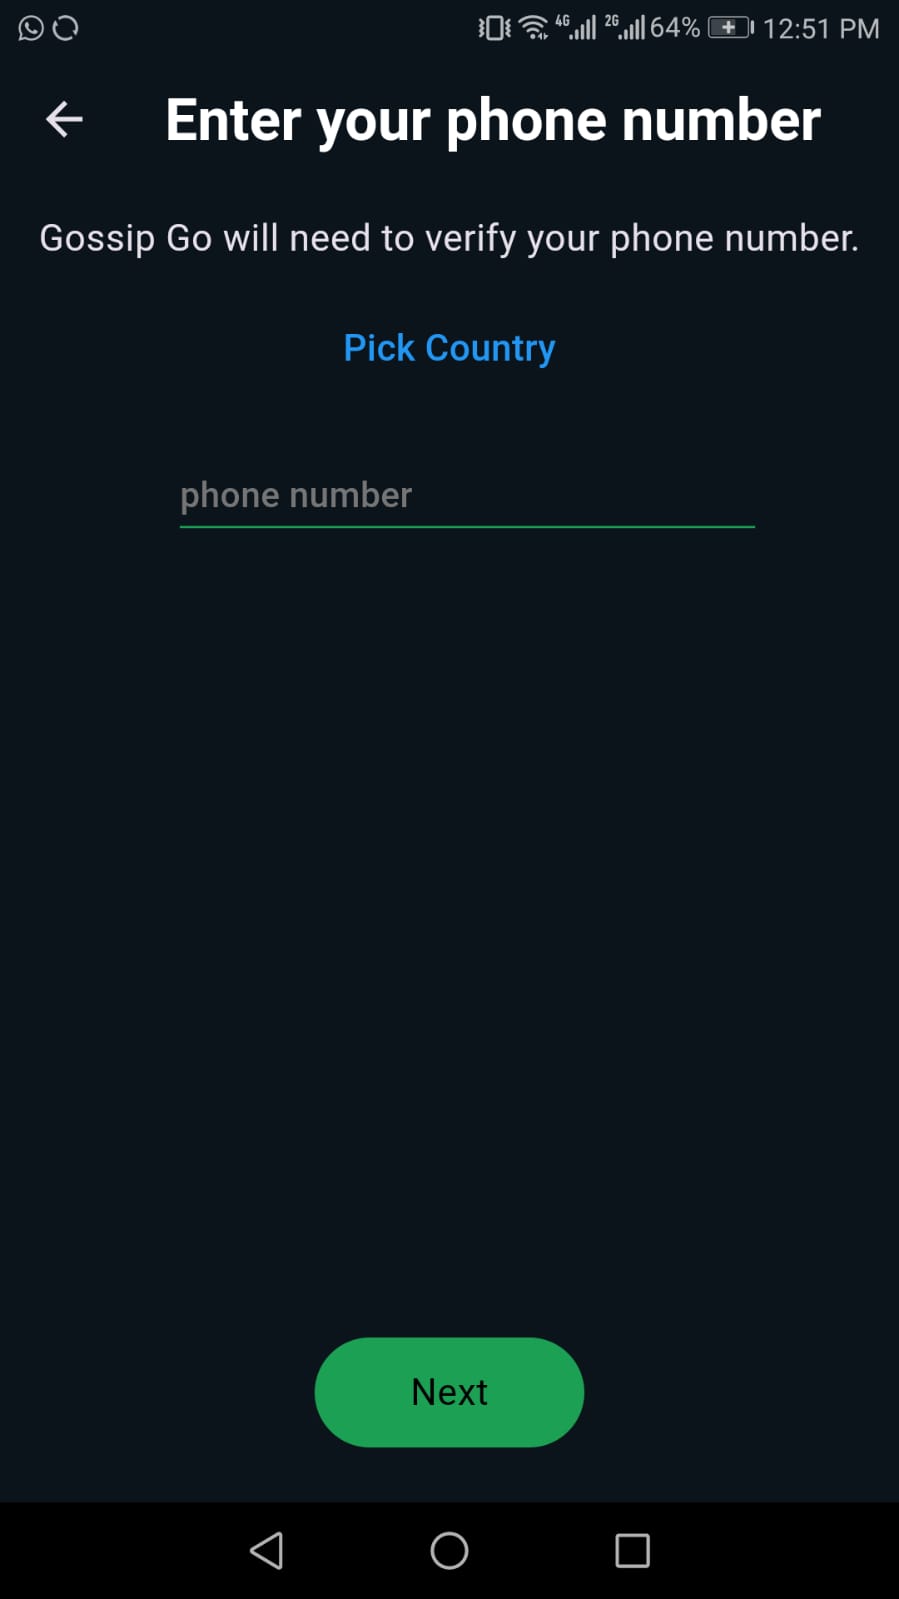 4G 2G 64% 12:51 PM
Enter your phone number
Gossip Go will need to verify your phone number.
Pick Country
phone number
Next